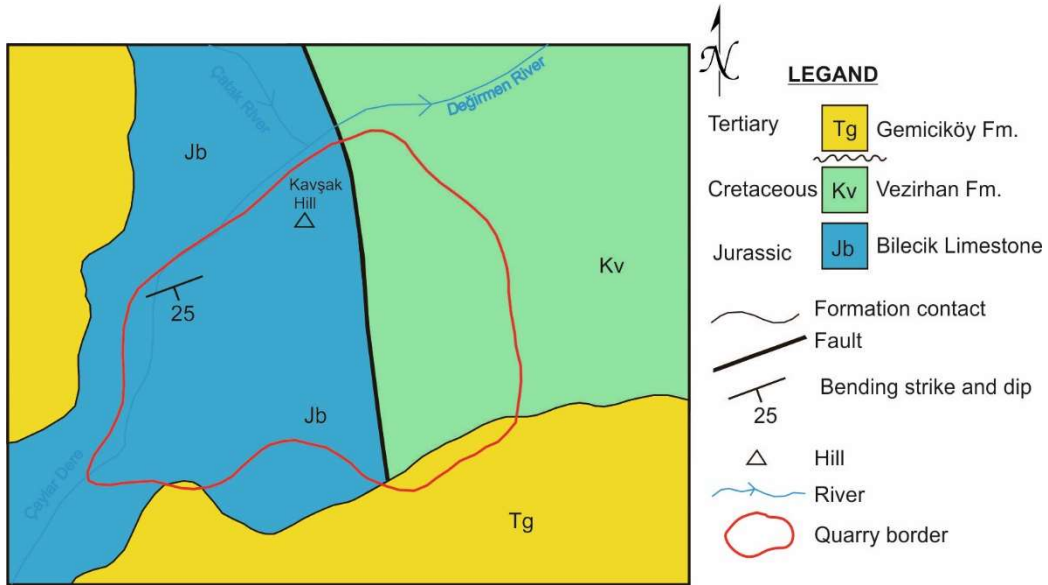 Çatak River
Değirmen River
Jb
Kavşak
Hill
Kv
25
Jb
Çaylar Dere
Tg
N
LEGAND
Tertiary
Tg
Gemiciköy Fm.
Cretaceous
Kv
Vezirhan Fm.
Jurassic
Jb
Bilecik Limestone
Formation contact
Fault
Bending strike and dip
25
Hill
River
Quarry border